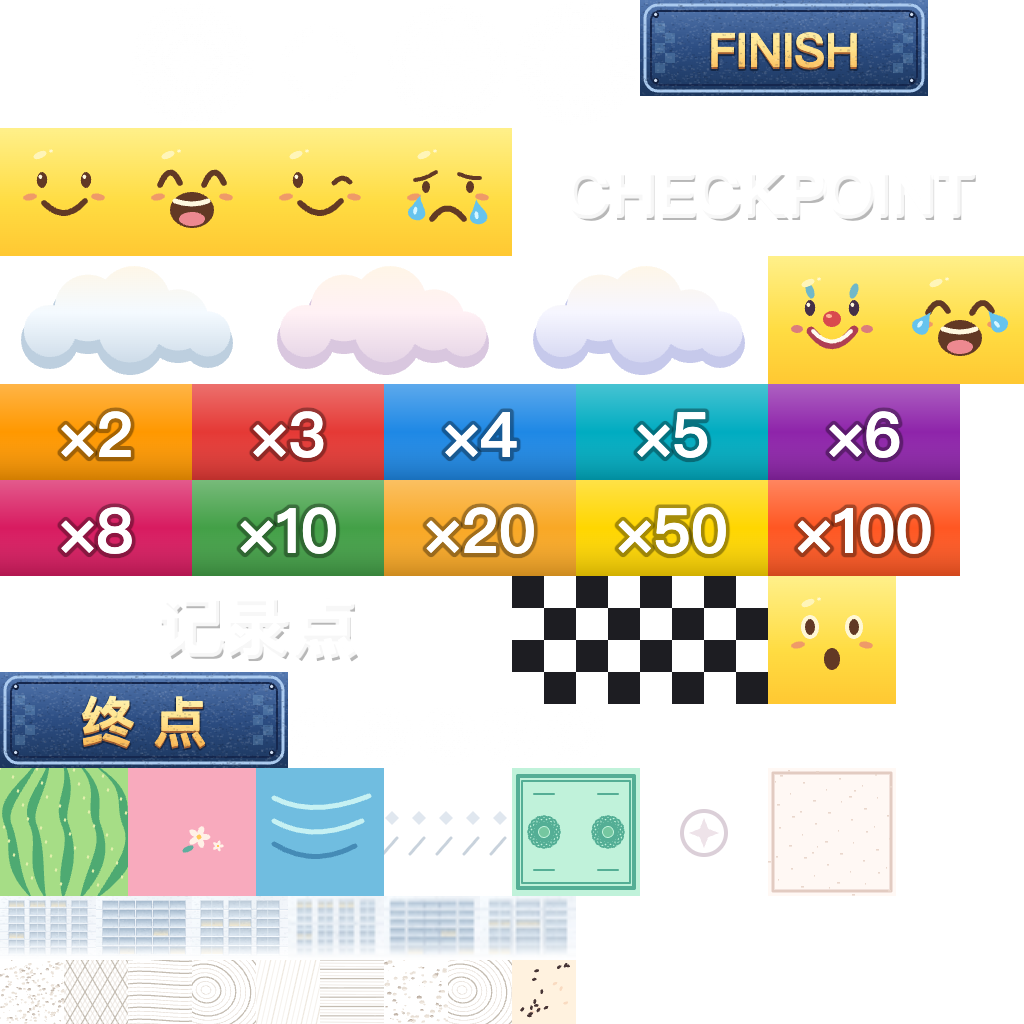 FINISH
CHECKPOINT
×2
×3
×4
×5
×6
×8
×10
×20
×50
×100
记录点
终点